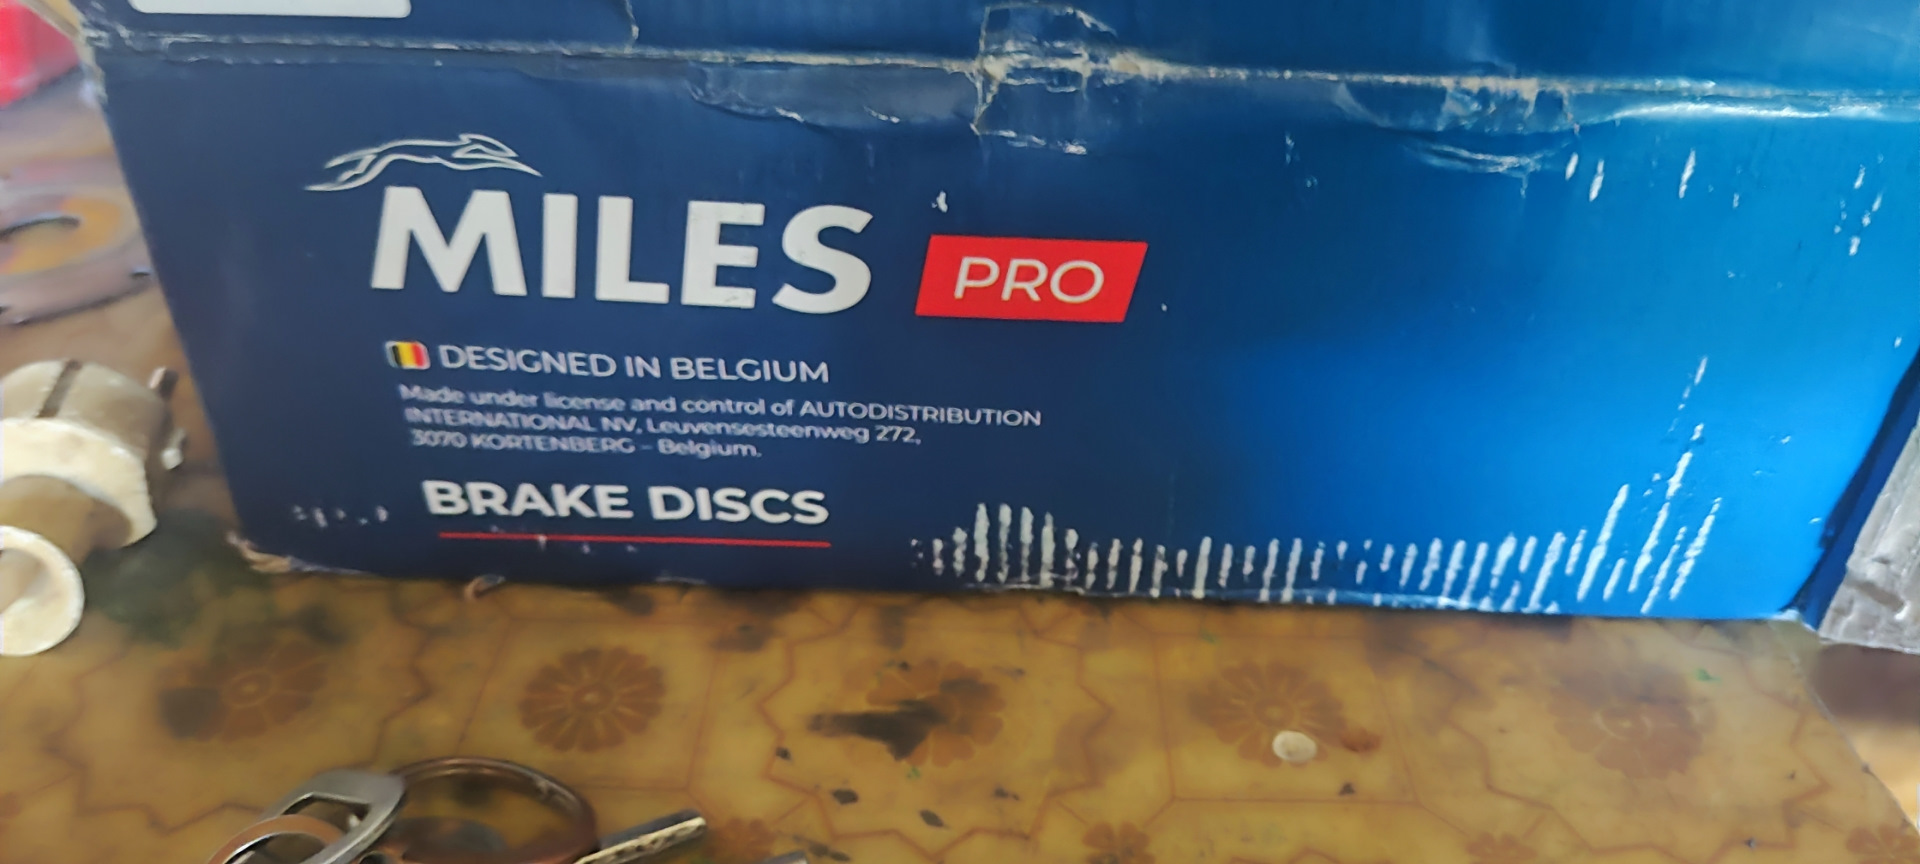 MILES PRO
DESIGNED IN BELGIUM
Made under license and control of AUTODISTRIBUTION
INTERNATIONAL NV, Leuvensesteenweg 272,
3070 KORTENBERG - Belgium.
BRAKE DISCS